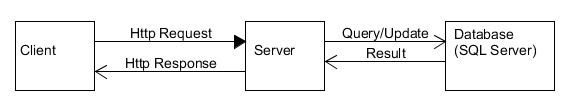 Http Request
Client
Http Response
Server
Query/Update
Result
Database
(SQL Server)